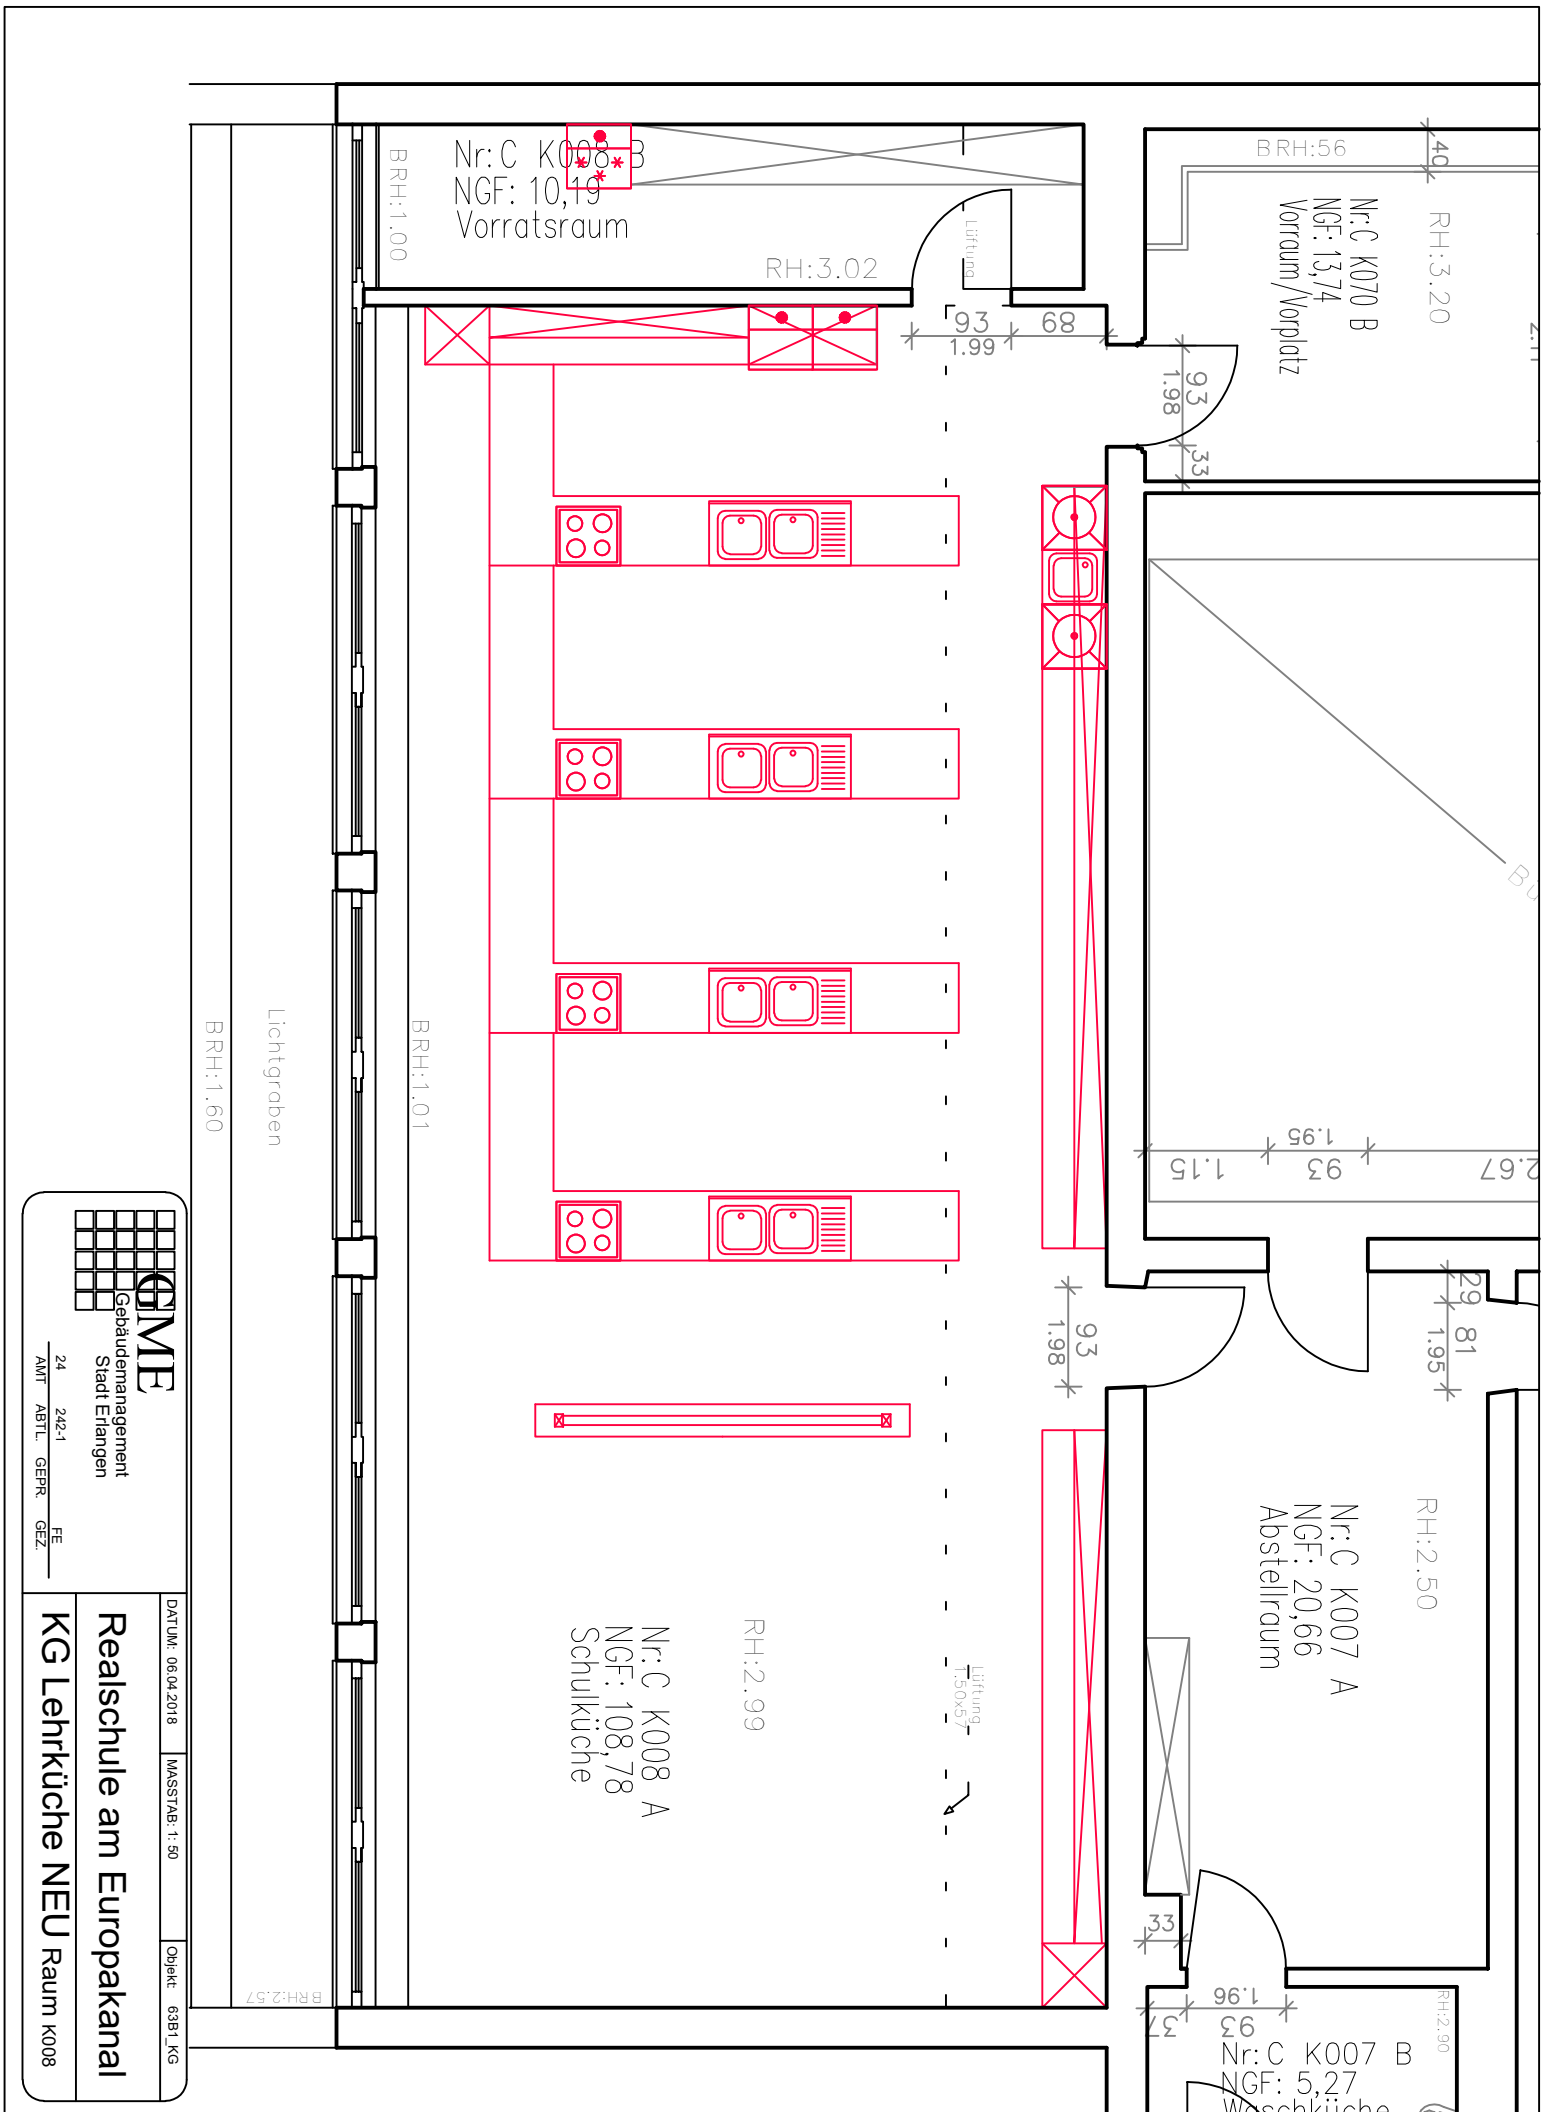 Nr: C K008 B
NGF: 10,19
Vorratsraum
BRH:1.00
RH:3.02
Lüftung
93
1.99
68
BRH:56
40
RH:3.20
Nr:C K070 B
NGF: 13,74
Vorraum/Vorplatz
93
1.98
33
1.15
93
1.95
2.67
29
81
1.95
93
1.98
BRH:1.01
Lichtgraben
BRH:1.60
RH:2.50
Nr:C K007 A
NGF: 20,66
Abstellraum
RH:2.99
Nr:C K008 A
NGF: 108,78
Schulküche
Lüftung
1.50x57
33
37
93
1.96
RH:2.90
Nr: C K007 B
NGF: 5,27
Waschküche
BRH:2.57
GME
Gebäudemanagement
Stadt Erlangen
24 242-1 FE
AMT ABTL. GEPR. GEZ.
DATUM: 06.04.2018 MASSTAB: 1: 50 Objekt: 63B1_KG
Realschule am Europakanal
KG Lehrküche NEU Raum K008